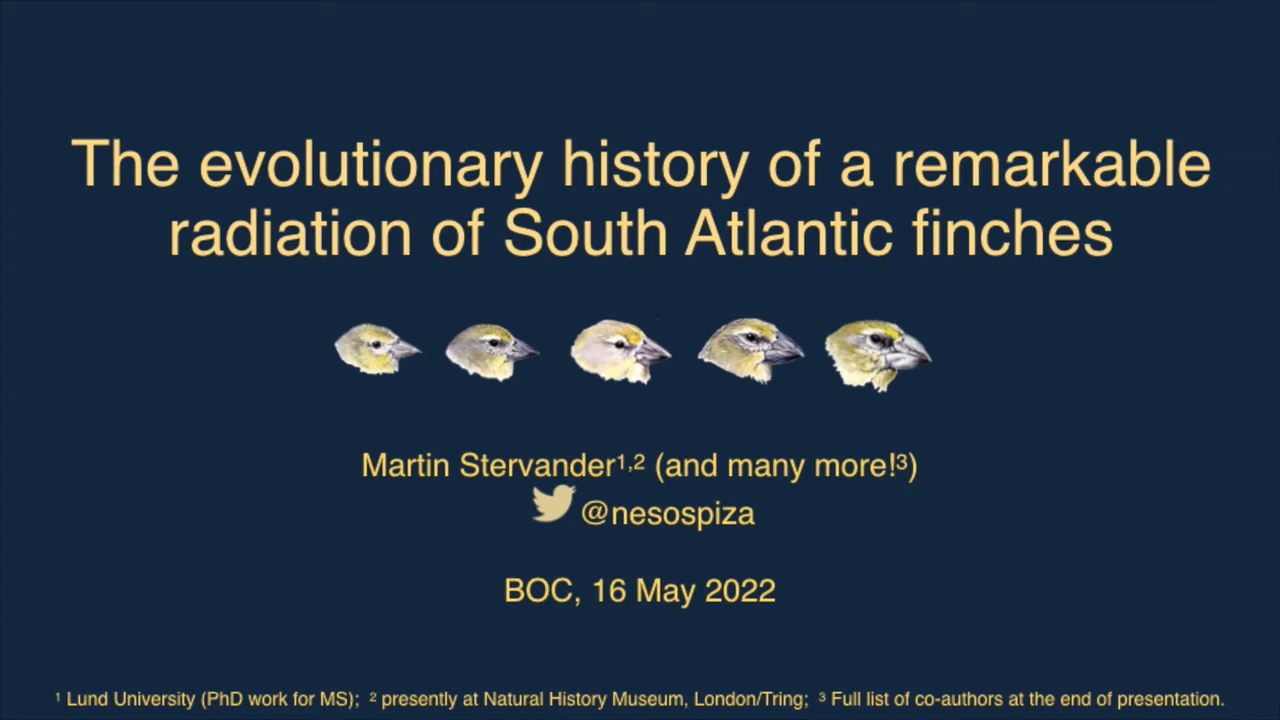 The evolutionary history of a remarkable
radiation of South Atlantic finches
Martin Stervander¹,² (and many more!³)
@nesospiza
BOC, 16 May 2022
¹ Lund University (PhD work for MS); ² presently at Natural History Museum, London/Tring; ³ Full list of co-authors at the end of presentation.